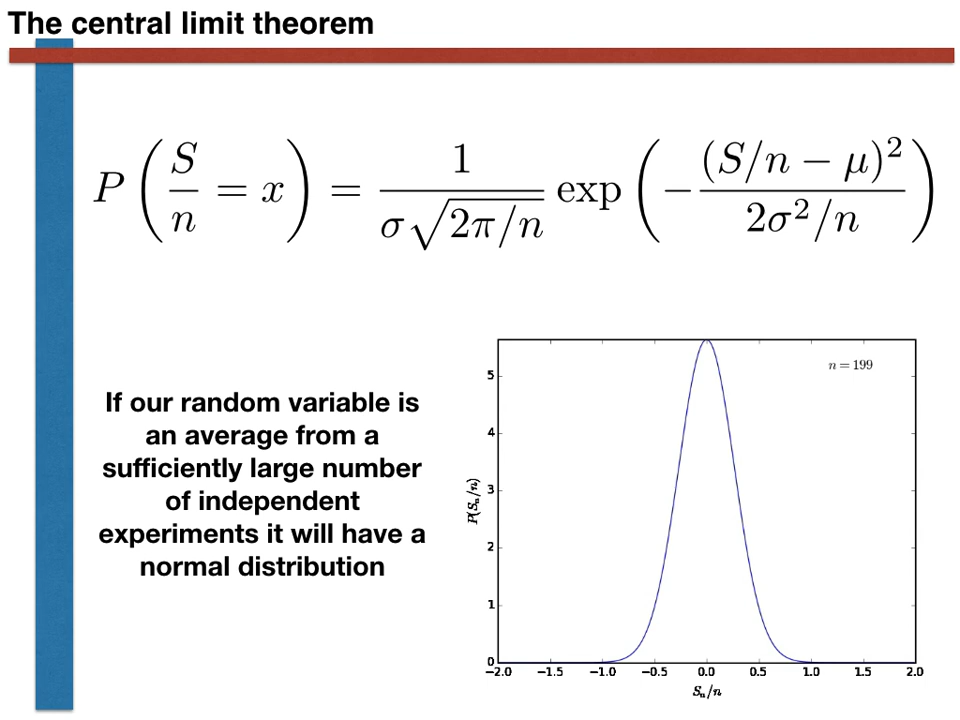 The central limit theorem
P(S/n = x) = 1/(σ√(2π/n)) exp(−(S/n − μ)²/(2σ²/n))
If our random variable is
an average from a
sufficiently large number
of independent
experiments it will have a
normal distribution
n = 199
P(Sₙ/n)
5
4
3
2
1
0
−2.0 −1.5 −1.0 −0.5 0.0 0.5 1.0 1.5 2.0
Sₙ/n